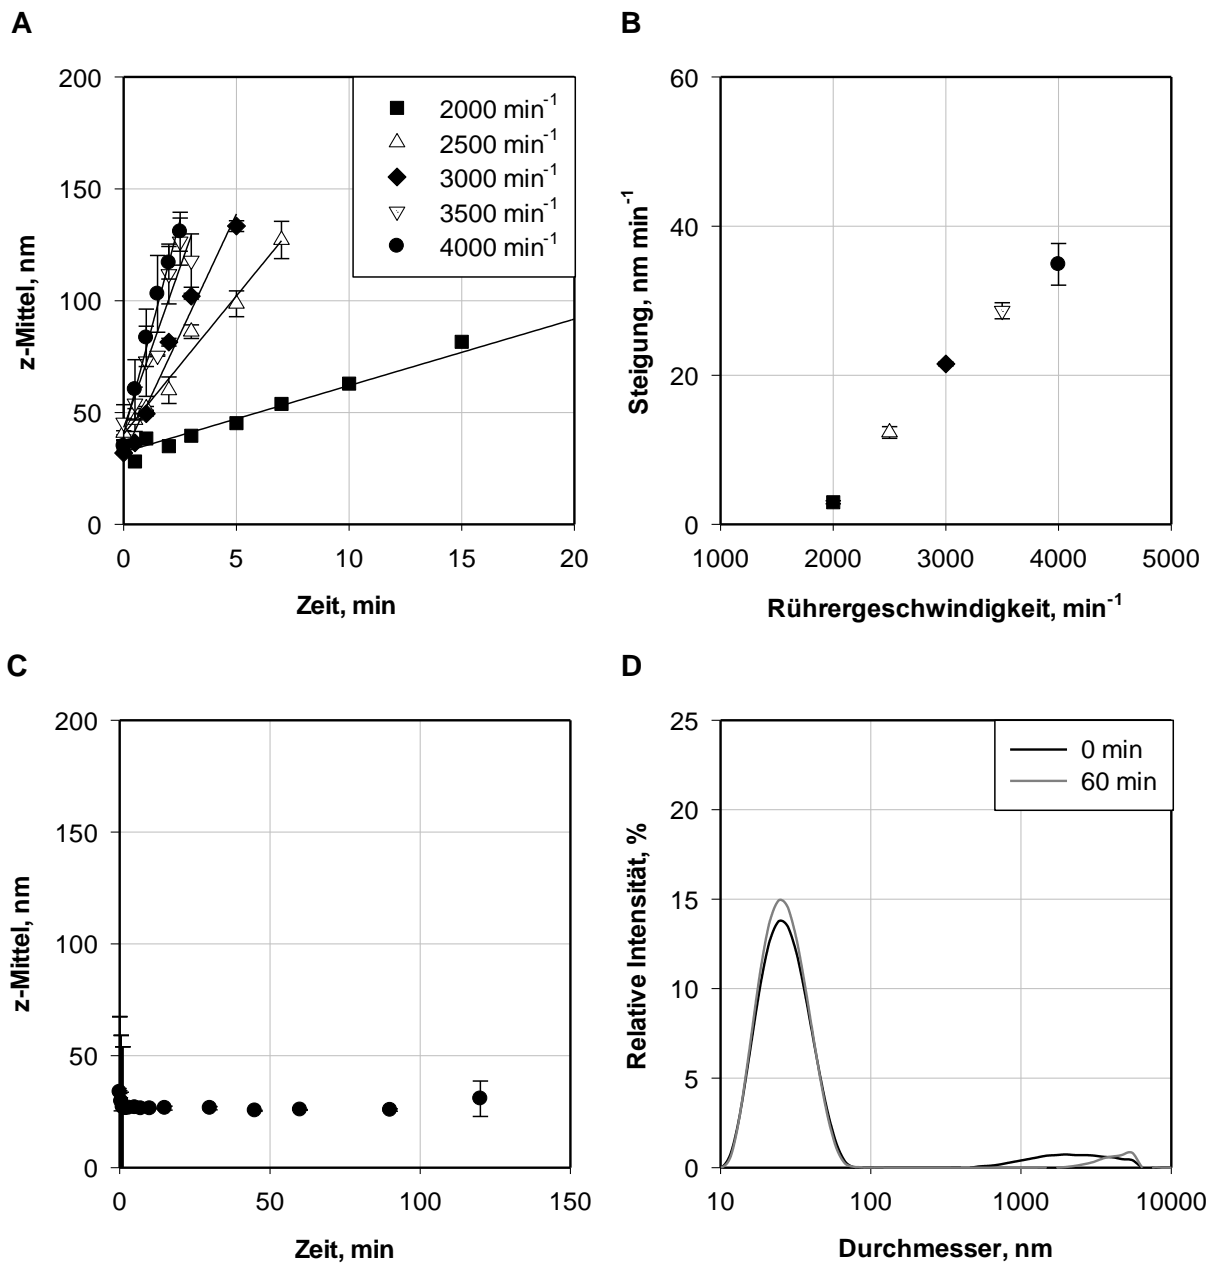 A
z-Mittel, nm
200
150
100
50
0
0 5 10 15 20
Zeit, min
2000 min⁻¹
2500 min⁻¹
3000 min⁻¹
3500 min⁻¹
4000 min⁻¹
B
Steigung, nm min⁻¹
60
40
20
0
1000 2000 3000 4000 5000
Rührergeschwindigkeit, min⁻¹
C
z-Mittel, nm
200
150
100
50
0
0 50 100 150
Zeit, min
D
Relative Intensität, %
25
20
15
10
5
0
10 100 1000 10000
Durchmesser, nm
0 min
60 min